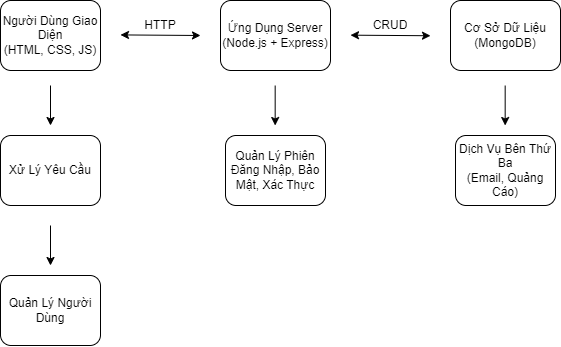 Người Dùng Giao
Diện
(HTML, CSS, JS)
HTTP
Ứng Dụng Server
(Node.js + Express)
CRUD
Cơ Sở Dữ Liệu
(MongoDB)
Xử Lý Yêu Cầu
Quản Lý Phiên
Đăng Nhập, Bảo
Mật, Xác Thực
Dịch Vụ Bên Thứ
Ba
(Email, Quảng
Cáo)
Quản Lý Người
Dùng